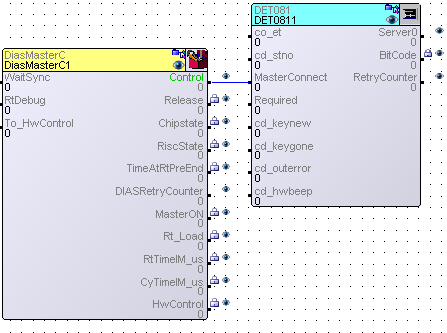 DiasMasterC
DiasMasterC1
WaitSync
0
Control
0
RtDebug
0
Release
0
To_HwControl
0
Chipstate
0
RiscState
0
TimeAtRtPreEnd
0
DIASRetryCounter
0
MasterON
0
Rt_Load
0
RtTimeIM_us
0
CyTimeIM_us
0
HwControl
0
DET081
DET0811
co_et
0
Server0
0
cd_stno
0
BitCode
0
MasterConnect
0
RetryCounter
0
Required
0
cd_keynew
0
cd_keygone
0
cd_outerror
0
cd_hwbeep
0